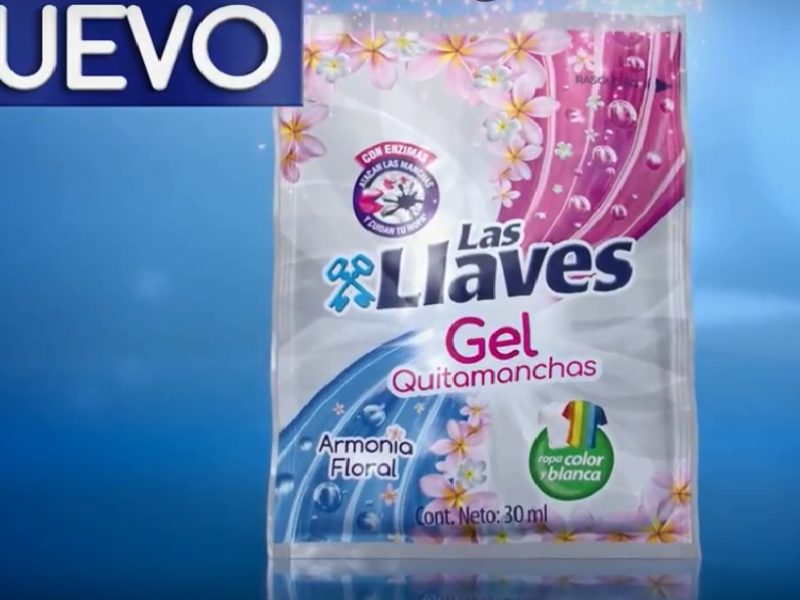 UEVO
CON ENZIMAS
ATACAN LAS MANCHAS
Y CUIDAN TU ROPA*
Las
Llaves
Gel
Quitamanchas
Armonía
Floral
ropa color
y blanca
Cont. Neto: 30 ml